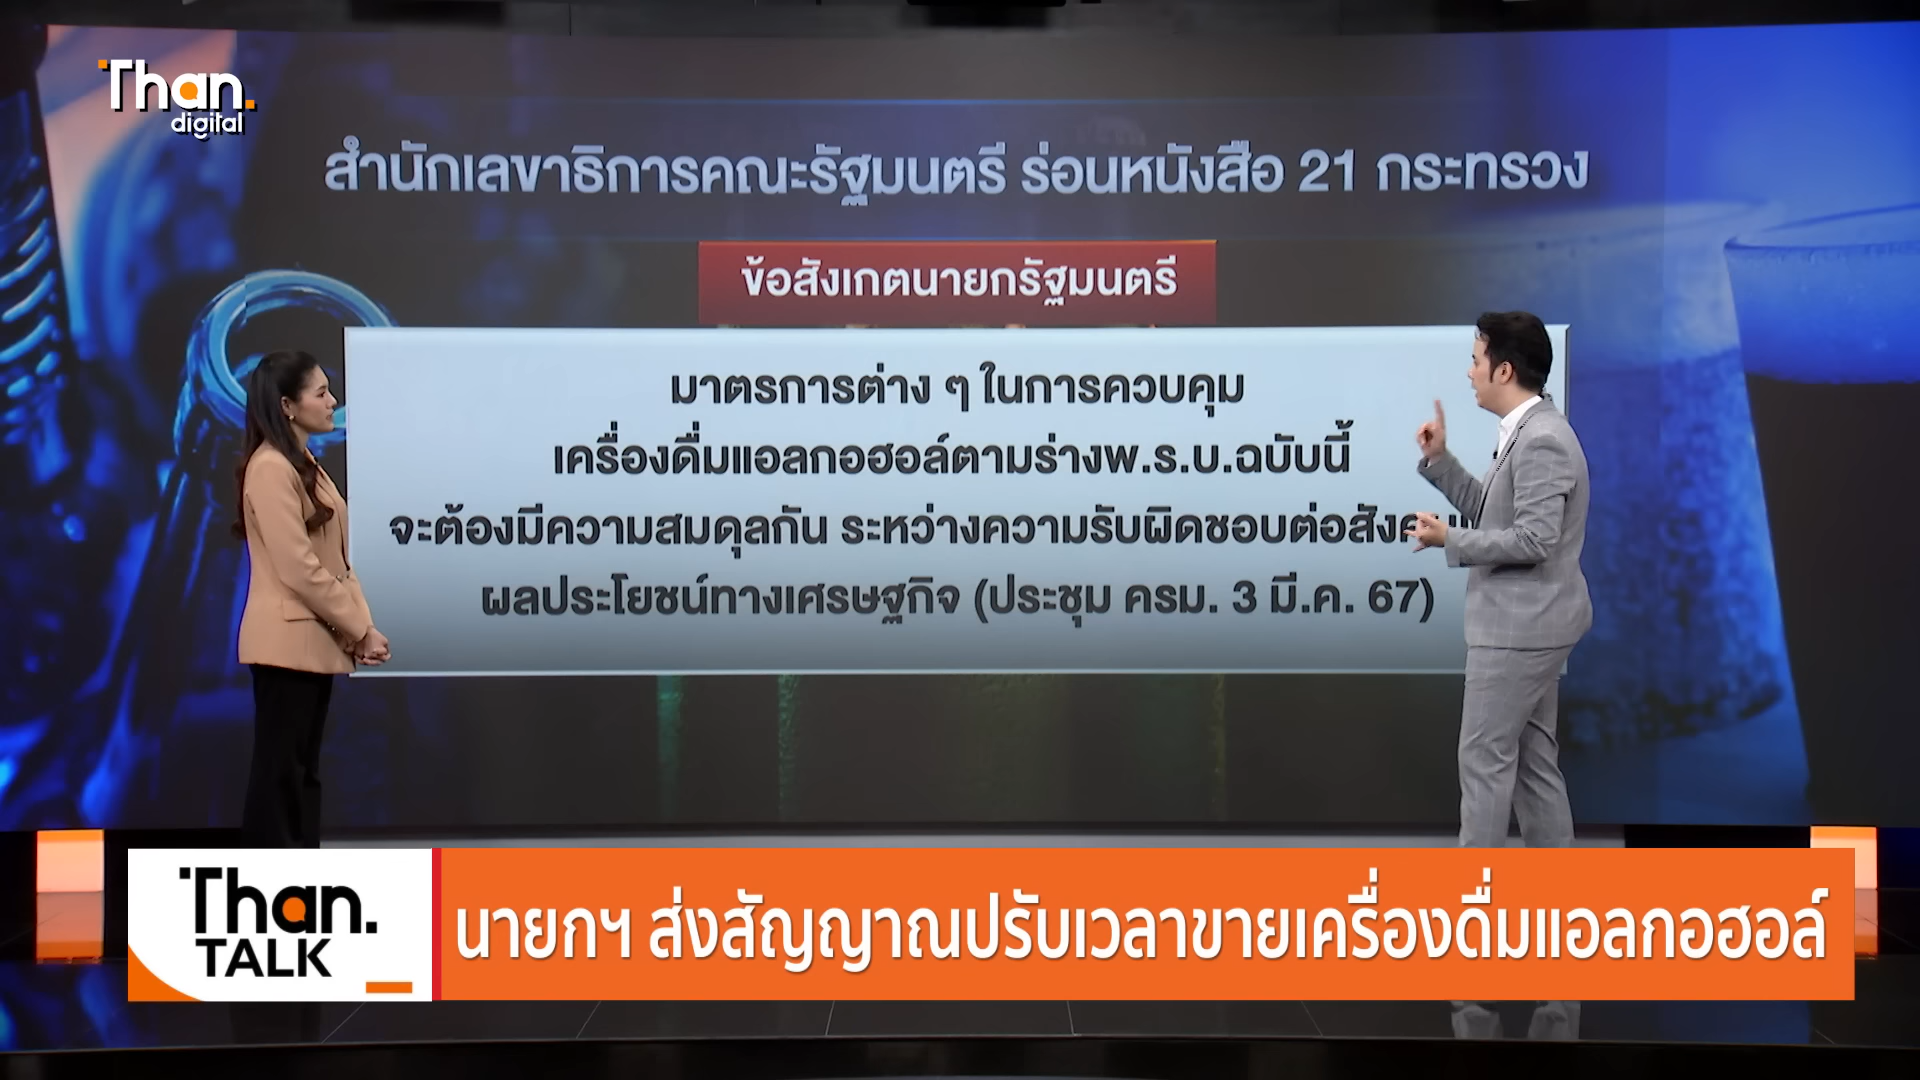 Than.
digital
สำนักเลขาธิการคณะรัฐมนตรี ร่อนหนังสือ 21 กระทรวง
ข้อสังเกตนายกรัฐมนตรี
มาตรการต่าง ๆ ในการควบคุม
เครื่องดื่มแอลกอฮอล์ตามร่างพ.ร.บ.ฉบับนี้
จะต้องมีความสมดุลกัน ระหว่างความรับผิดชอบต่อ
ผลประโยชน์ทางเศรษฐกิจ (ประชุม ครม. 3 มี.ค. 67)
Than.
TALK
นายกฯ ส่งสัญญาณปรับเวลาขายเครื่องดื่มแอลกอฮอล์